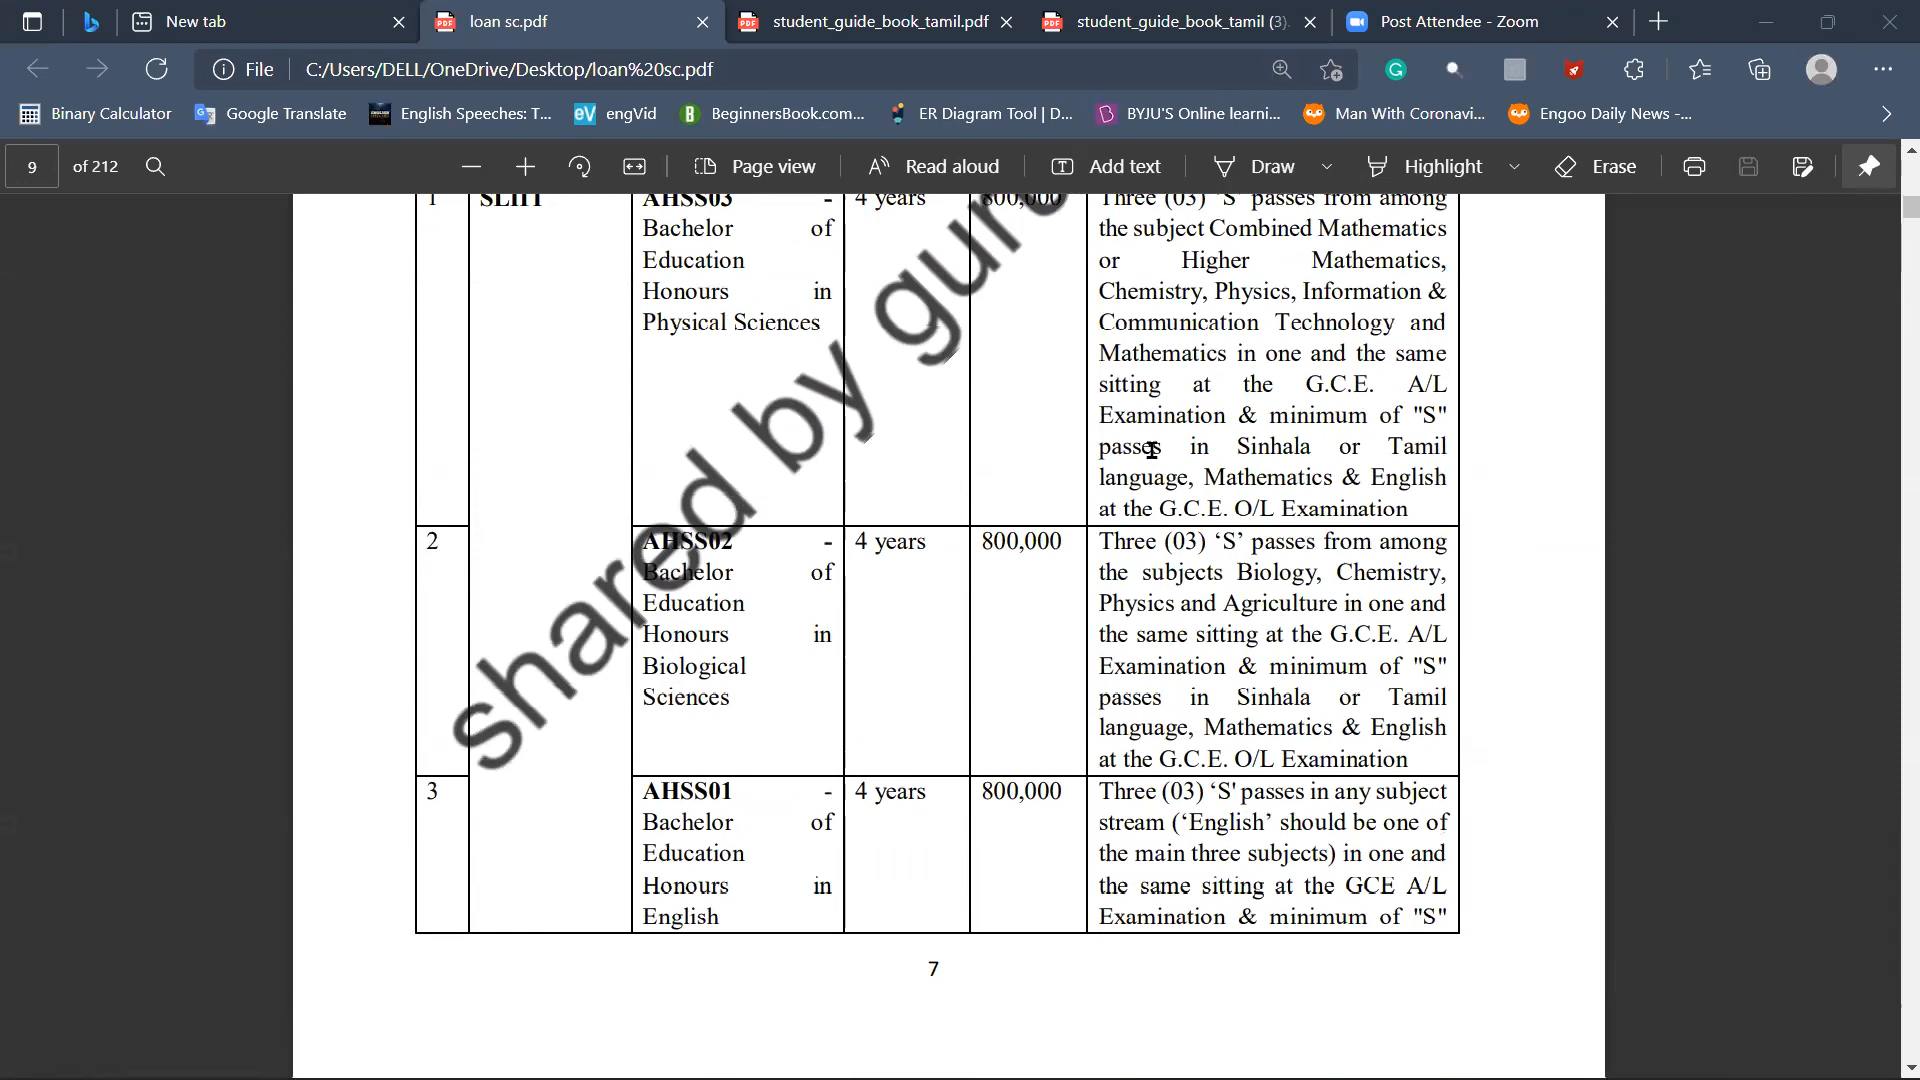 New tab
loan sc.pdf
student_guide_book_tamil.pdf
student_guide_book_tamil (3).
Post Attendee - Zoom
File
C:/Users/DELL/OneDrive/Desktop/loan%20sc.pdf
Binary Calculator
Google Translate
English Speeches: T...
engVid
BeginnersBook.com...
ER Diagram Tool | D...
BYJU'S Online learni...
Man With Coronavi...
Engoo Daily News -...
9 of 212
Page view
Read aloud
Add text
Draw
Highlight
Erase
1
SLIIT
AHSS03 -
Bachelor of
Education
Honours in
Physical Sciences
4 years
800,000
Three (03) 'S' passes from among
the subject Combined Mathematics
or Higher Mathematics,
Chemistry, Physics, Information &
Communication Technology and
Mathematics in one and the same
sitting at the G.C.E. A/L
Examination & minimum of "S"
passes in Sinhala or Tamil
language, Mathematics & English
at the G.C.E. O/L Examination
2
AHSS02 -
Bachelor of
Education
Honours in
Biological
Sciences
4 years
800,000
Three (03) ‘S’ passes from among
the subjects Biology, Chemistry,
Physics and Agriculture in one and
the same sitting at the G.C.E. A/L
Examination & minimum of "S"
passes in Sinhala or Tamil
language, Mathematics & English
at the G.C.E. O/L Examination
3
AHSS01 -
Bachelor of
Education
Honours in
English
4 years
800,000
Three (03) ‘S' passes in any subject
stream (‘English’ should be one of
the main three subjects) in one and
the same sitting at the GCE A/L
Examination & minimum of "S"
7
shared by